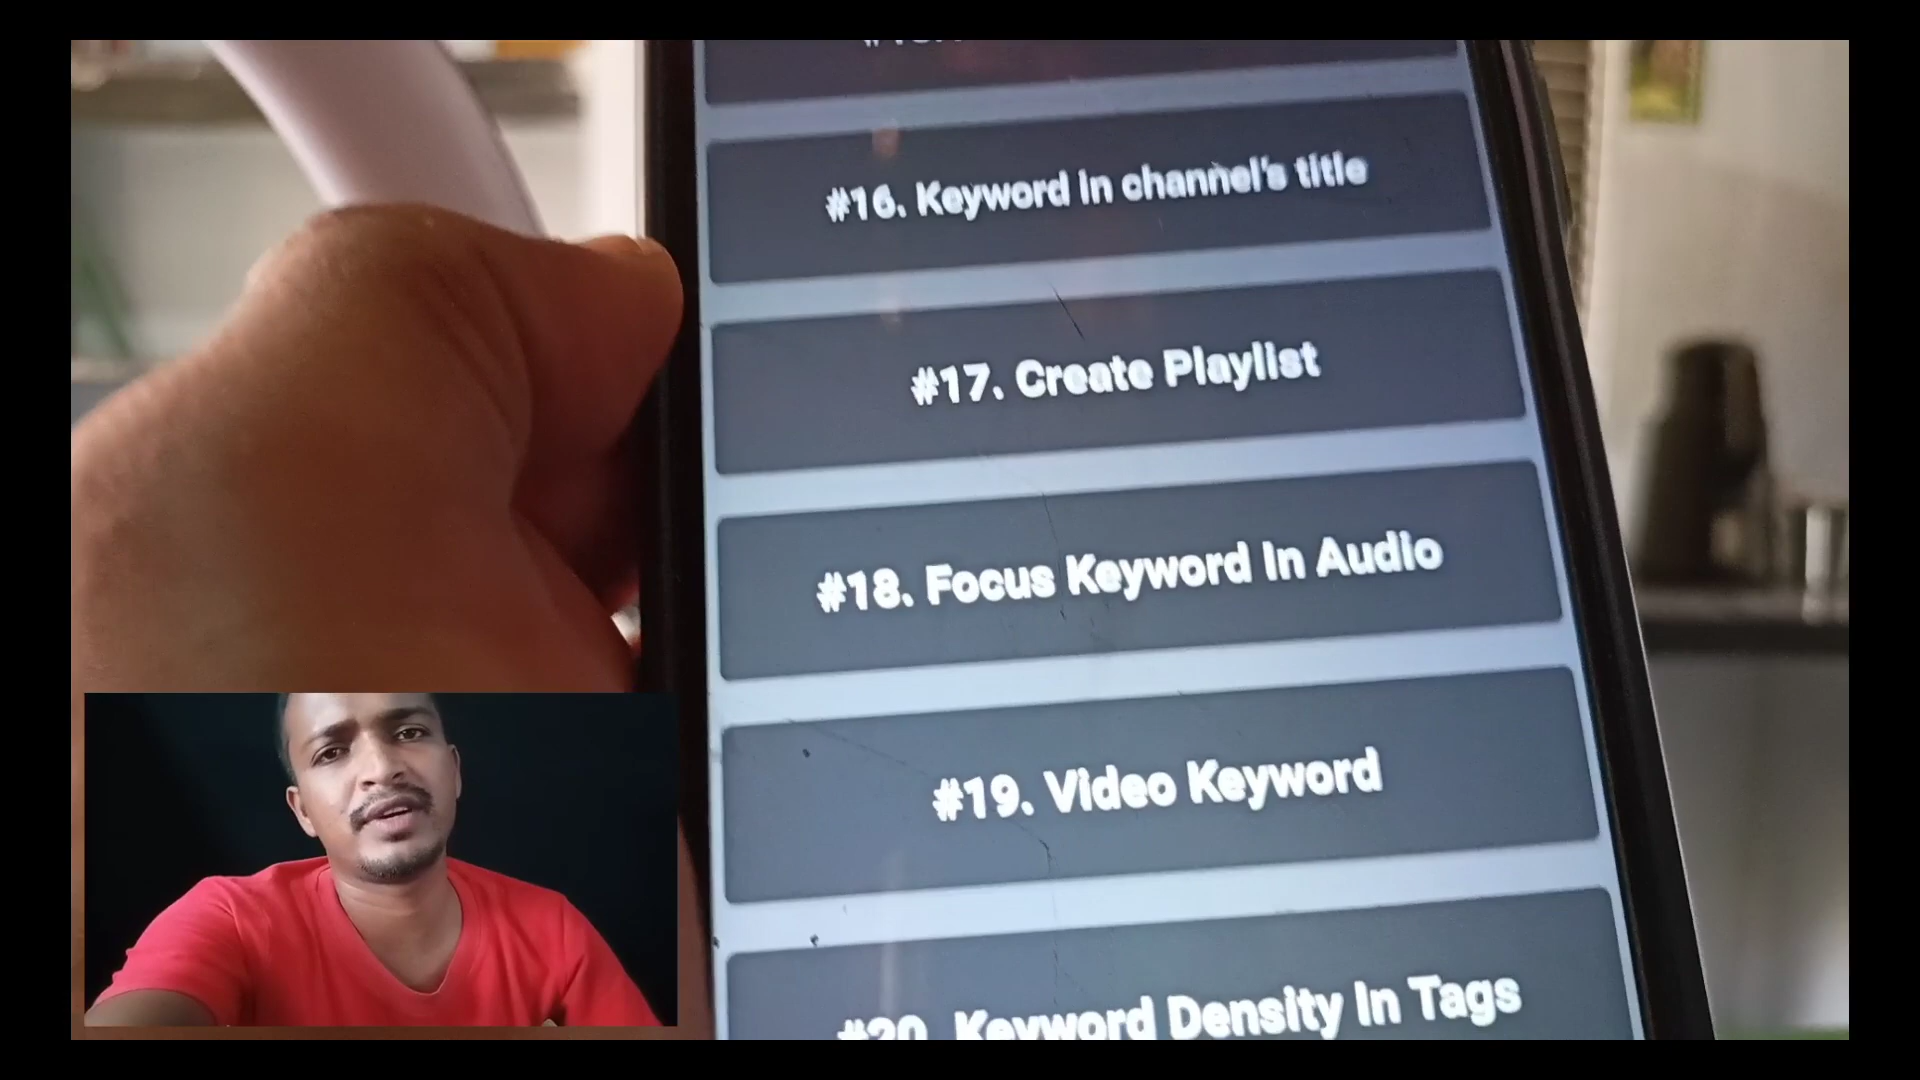 #16. Keyword in channel's title
#17. Create Playlist
#18. Focus Keyword In Audio
#19. Video Keyword
#20. Keyword Density In Tags